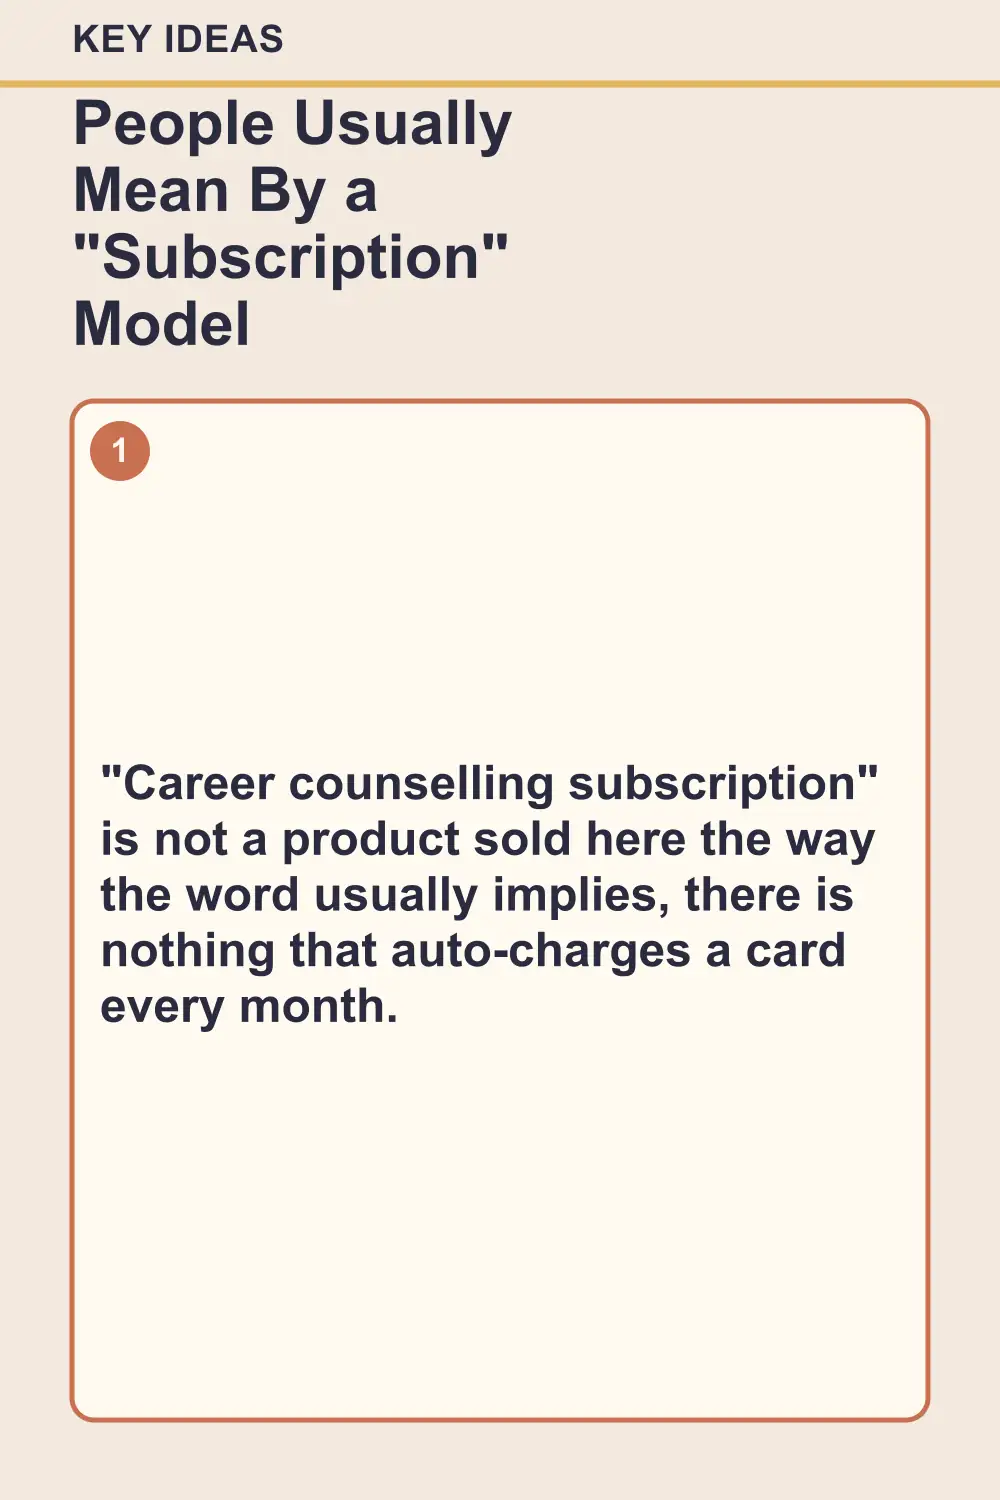 KEY IDEAS
People Usually
Mean By a
"Subscription"
Model
1
"Career counselling subscription"
is not a product sold here the way
the word usually implies, there is
nothing that auto-charges a card
every month.